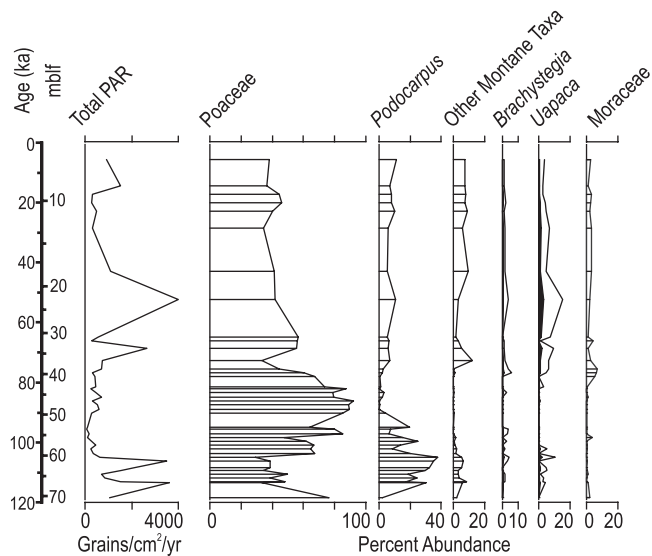 Age (ka)
mblf
Total PAR
Poaceae
Podocarpus
Other Montane Taxa
Brachystegia
Uapaca
Moraceae
0
20
40
60
80
100
120
10
20
30
40
50
60
70
0 4000
0 100
0 20 40
0 20
0 10
0 20
0 20
Grains/cm²/yr
Percent Abundance